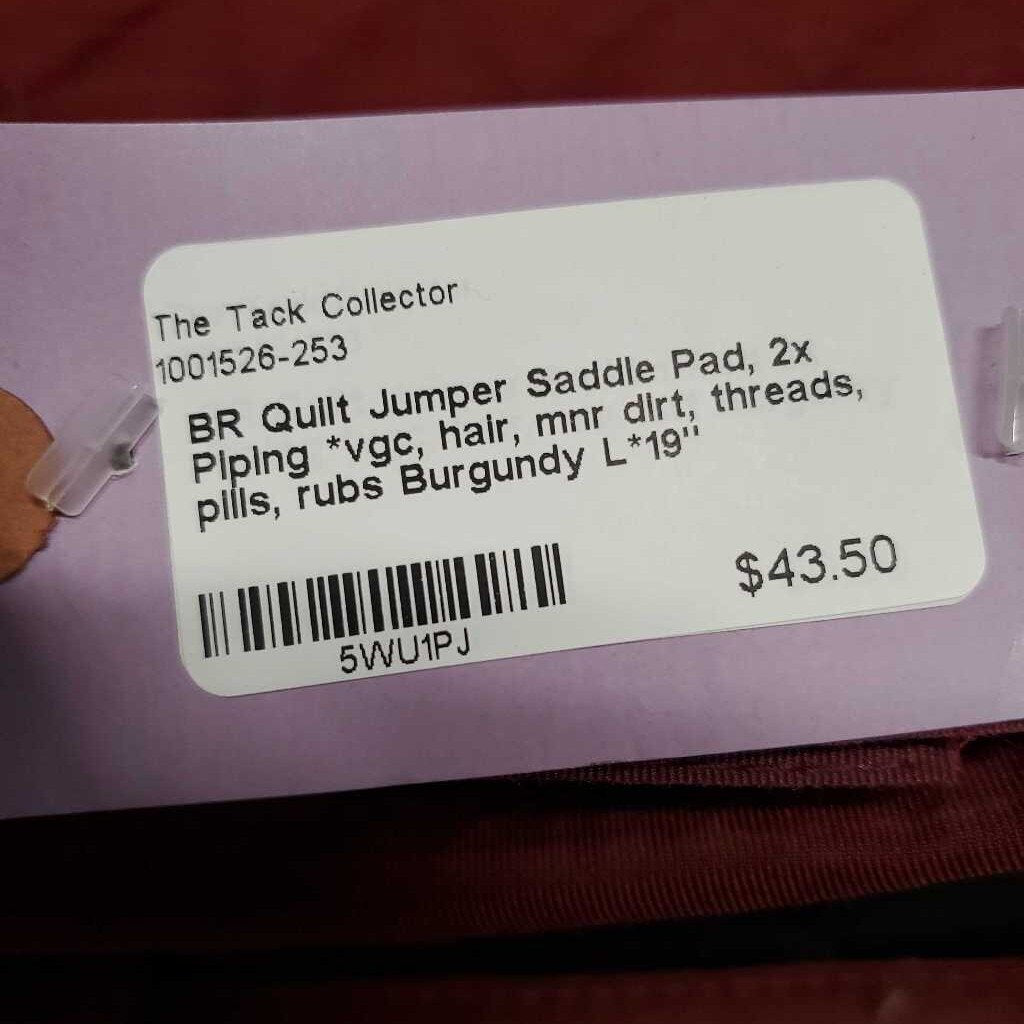 The Tack Collector
1001526-253
BR Quilt Jumper Saddle Pad, 2x
Piping *vgc, hair, mnr dirt, threads,
pills, rubs Burgundy L*19"
$43.50
5WU1PJ